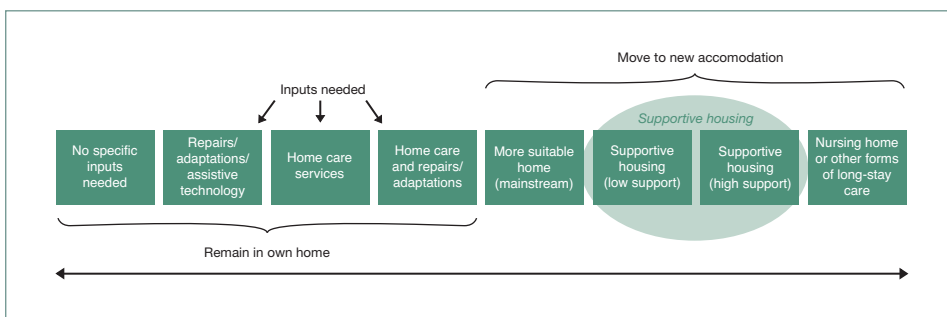 Move to new accomodation
Inputs needed
Supportive housing
No specific
inputs
needed
Repairs/
adaptations/
assistive
technology
Home care
services
Home care
and repairs/
adaptations
More suitable
home
(mainstream)
Supportive
housing
(low support)
Supportive
housing
(high support)
Nursing home
or other forms
of long-stay
care
Remain in own home